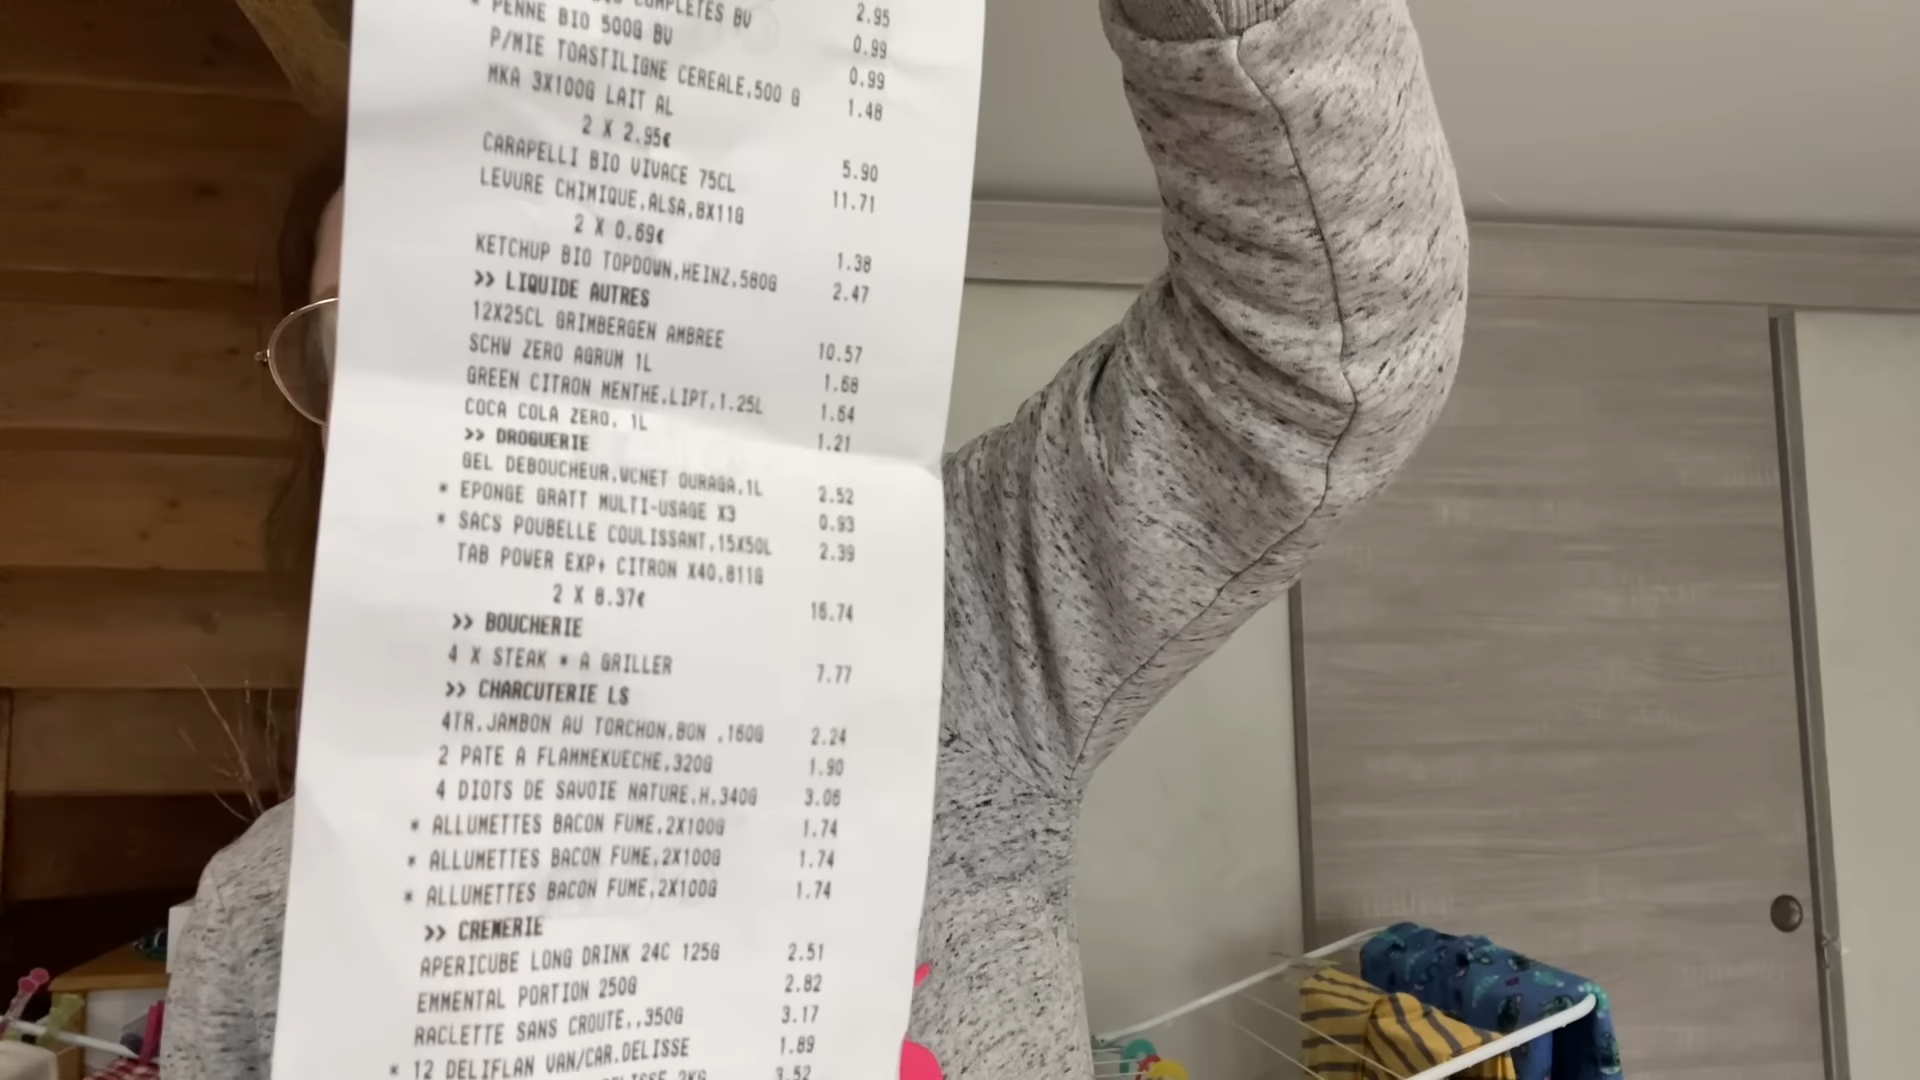 COMPLETES BV 2.95
* PENNE BIO 500G BV 0.99
P/MIE TOASTILIGNE CEREALE,500 G 0.99
MKA 3X100G LAIT AL 1.48
2 X 2.95€
CARAPELLI BIO VIVACE 75CL 5.90
LEVURE CHIMIQUE,ALSA,8X11G 11.71
2 X 0.69€
KETCHUP BIO TOPDOWN,HEINZ,580G 1.38
>> LIQUIDE AUTRES 2.47
12X25CL GRIMBERGEN AMBREE
SCHW ZERO AGRUM 1L 10.57
GREEN CITRON MENTHE,LIPT,1.25L 1.68
COCA COLA ZERO, 1L 1.64
>> DROGUERIE 1.21
GEL DEBOUCHEUR,WCNET OURAGA,1L 2.52
* EPONGE GRATT MULTI-USAGE X3 0.93
* SACS POUBELLE COULISSANT,15X50L 2.39
TAB POWER EXP+ CITRON X40,811G
2 X 8.37€ 16.74
>> BOUCHERIE
4 X STEAK * A GRILLER 7.77
>> CHARCUTERIE LS
4TR.JAMBON AU TORCHON,BON ,160G 2.24
2 PATE A FLAMMEKUECHE,320G 1.90
4 DIOTS DE SAVOIE NATURE,H,340G 3.06
* ALLUMETTES BACON FUME,2X100G 1.74
* ALLUMETTES BACON FUME,2X100G 1.74
* ALLUMETTES BACON FUME,2X100G 1.74
>> CREMERIE
APERICUBE LONG DRINK 24C 125G 2.51
EMMENTAL PORTION 250G 2.82
RACLETTE SANS CROUTE,,350G 3.17
* 12 DELIFLAN VAN/CAR.DELISSE 1.89
2KG 3.52